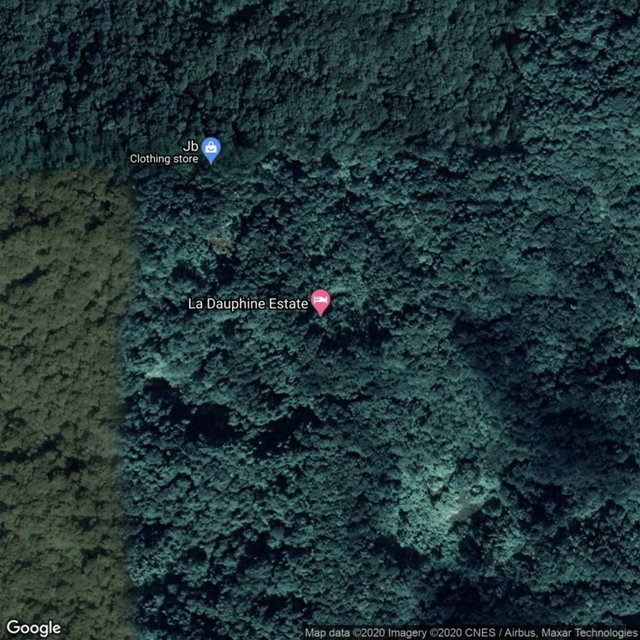 Jb
Clothing store
La Dauphine Estate
Google
Map data ©2020 Imagery ©2020 CNES / Airbus, Maxar Technologies